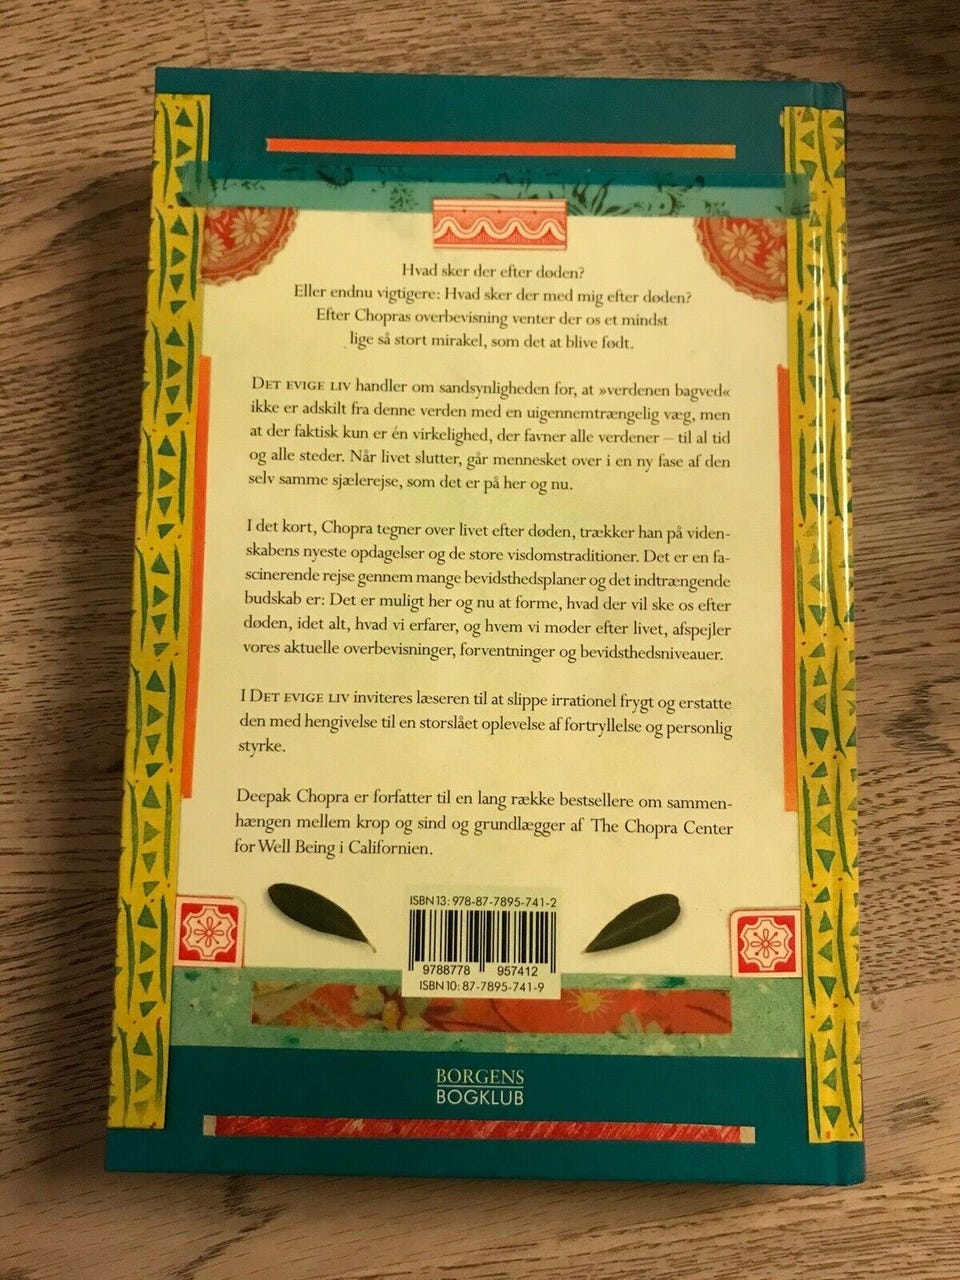 Hvad sker der efter døden?
Eller endnu vigtigere: Hvad sker der med mig efter døden?
Efter Chopras overbevisning venter der os et mindst
lige så stort mirakel, som det at blive født.
DET EVIGE LIV handler om sandsynligheden for, at »verdenen bagved«
ikke er adskilt fra denne verden med en uigennemtrængelig væg, men
at der faktisk kun er én virkelighed, der favner alle verdener – til al tid
og alle steder. Når livet slutter, går mennesket over i en ny fase af den
selv samme sjælerejse, som det er på her og nu.
I det kort, Chopra tegner over livet efter døden, trækker han på viden-
skabens nyeste opdagelser og de store visdomstraditioner. Det er en fa-
scinerende rejse gennem mange bevidsthedsplaner og det indtrængende
budskab er: Det er muligt her og nu at forme, hvad der vil ske os efter
døden, idet alt, hvad vi erfarer, og hvem vi møder efter livet, afspejler
vores aktuelle overbevisninger, forventninger og bevidsthedsniveauer.
I DET EVIGE LIV inviteres læseren til at slippe irrationel frygt og erstatte
den med hengivelse til en storslået oplevelse af fortryllelse og personlig
styrke.
Deepak Chopra er forfatter til en lang række bestsellere om sammen-
hængen mellem krop og sind og grundlægger af The Chopra Center
for Well Being i Californien.
ISBN 13: 978-87-7895-741-2
9788778 957412
ISBN 10: 87-7895-741-9
BORGENS
BOGKLUB